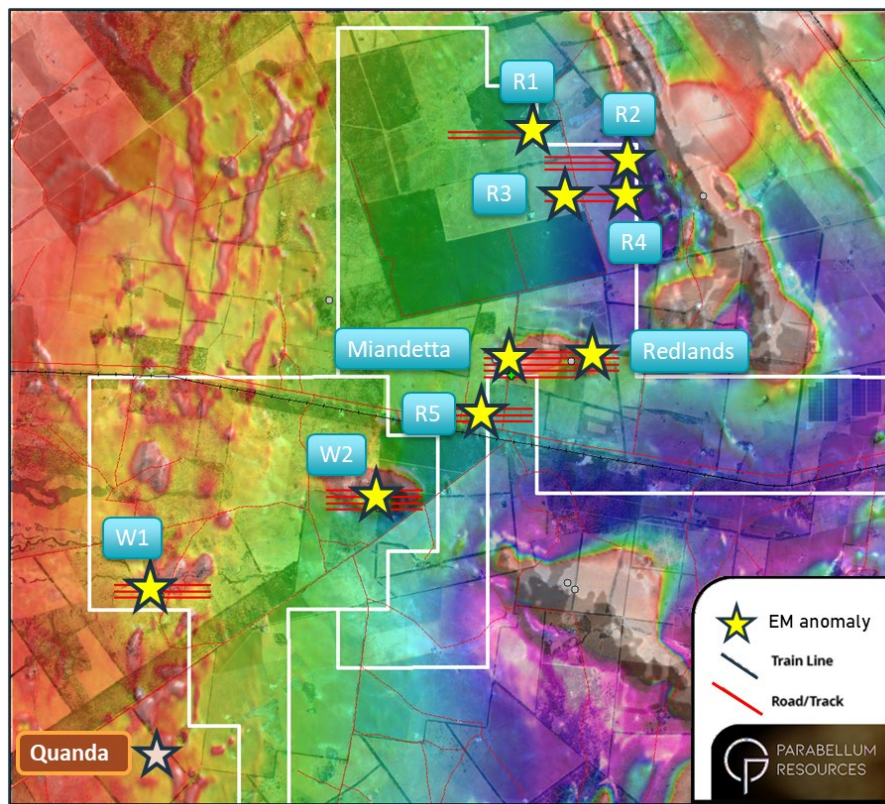 R1
R2
R3
R4
Miandetta
Redlands
R5
W2
W1
Quanda
EM anomaly
Train Line
Road/Track
PARABELLUM
RESOURCES